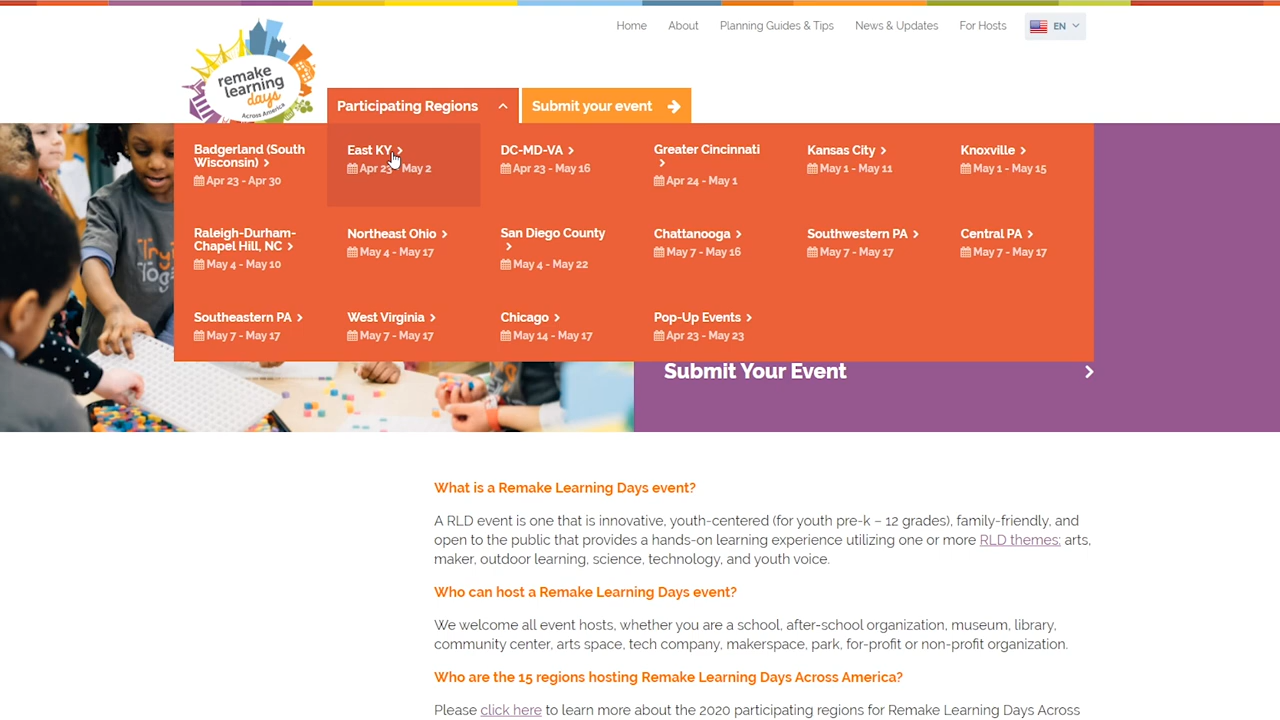 Home About Planning Guides & Tips News & Updates For Hosts EN
remake
learning
days
Across America
Participating Regions Submit your event
Badgerland (South
Wisconsin)
Apr 23 - Apr 30
East KY
Apr 23 - May 2
DC-MD-VA
Apr 23 - May 16
Greater Cincinnati
Apr 24 - May 1
Kansas City
May 1 - May 11
Knoxville
May 1 - May 15
Raleigh-Durham-
Chapel Hill, NC
May 4 - May 10
Northeast Ohio
May 4 - May 17
San Diego County
May 4 - May 22
Chattanooga
May 7 - May 16
Southwestern PA
May 7 - May 17
Central PA
May 7 - May 17
Southeastern PA
May 7 - May 17
West Virginia
May 7 - May 17
Chicago
May 14 - May 17
Pop-Up Events
Apr 23 - May 23
Submit Your Event
What is a Remake Learning Days event?
A RLD event is one that is innovative, youth-centered (for youth pre-k – 12 grades), family-friendly, and
open to the public that provides a hands-on learning experience utilizing one or more RLD themes: arts,
maker, outdoor learning, science, technology, and youth voice.
Who can host a Remake Learning Days event?
We welcome all event hosts, whether you are a school, after-school organization, museum, library,
community center, arts space, tech company, makerspace, park, for-profit or non-profit organization.
Who are the 15 regions hosting Remake Learning Days Across America?
Please click here to learn more about the 2020 participating regions for Remake Learning Days Across